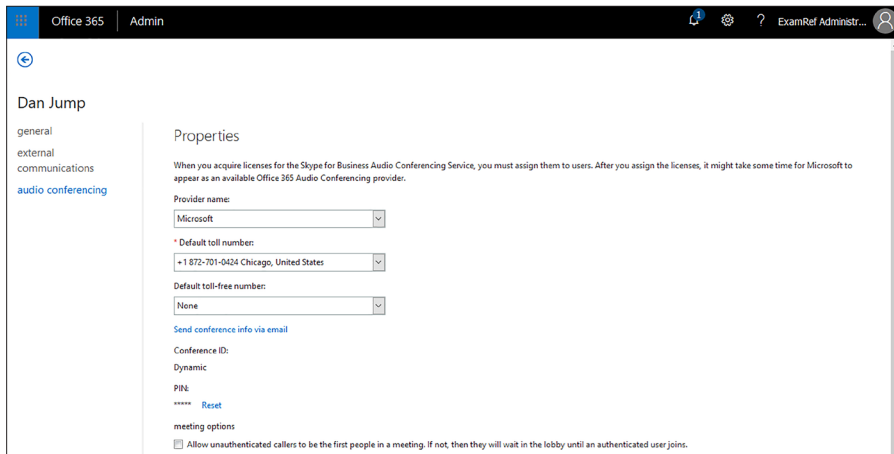 Office 365 Admin 1 ? ExamRef Administr...
Dan Jump
general
external
communications
audio conferencing
Properties
When you acquire licenses for the Skype for Business Audio Conferencing Service, you must assign them to users. After you assign the licenses, it might take some time for Microsoft to
appear as an available Office 365 Audio Conferencing provider.
Provider name:
Microsoft
* Default toll number:
+1 872-701-0424 Chicago, United States
Default toll-free number:
None
Send conference info via email
Conference ID:
Dynamic
PIN:
***** Reset
meeting options
Allow unauthenticated callers to be the first people in a meeting. If not, then they will wait in the lobby until an authenticated user joins.